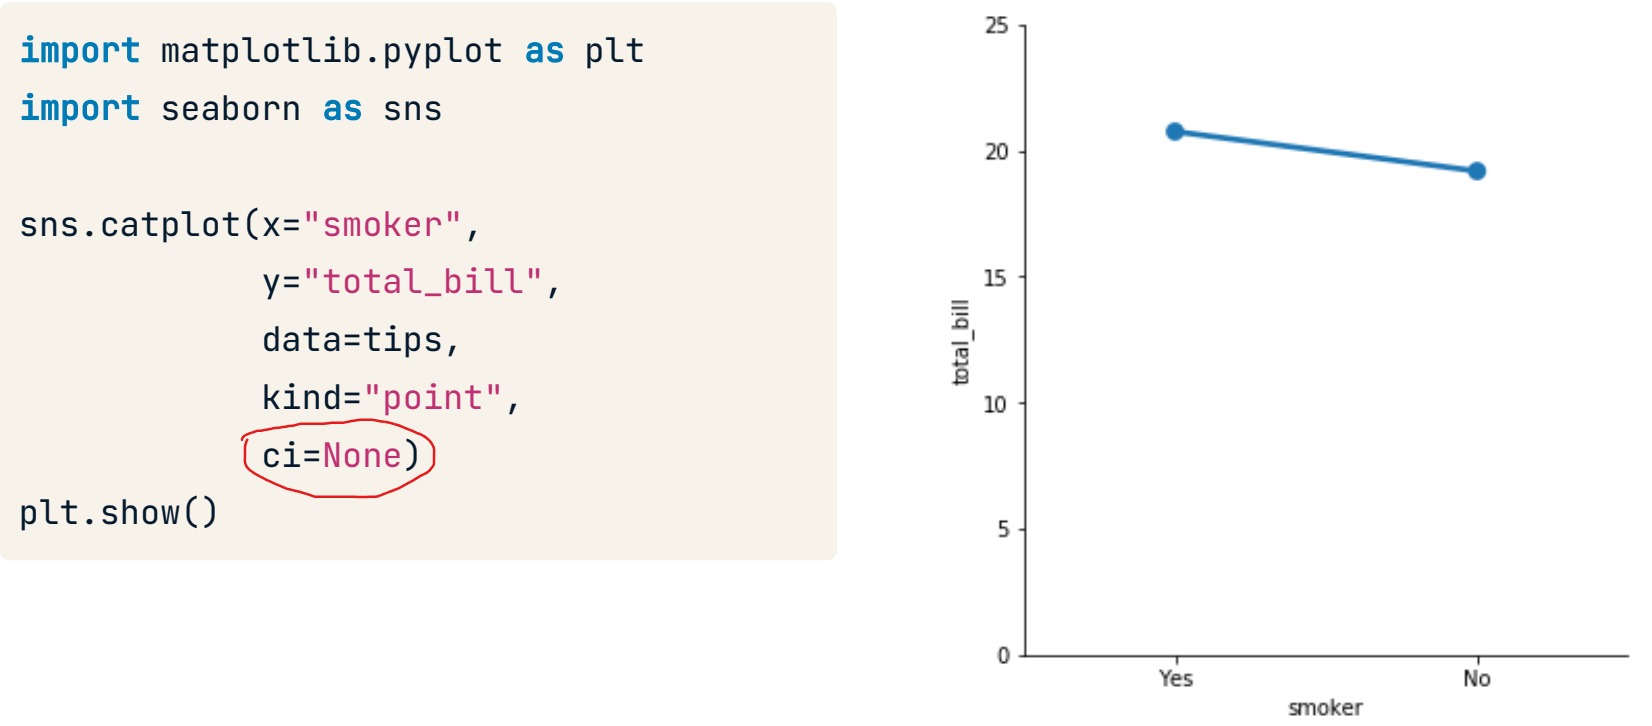 import matplotlib.pyplot as plt
import seaborn as sns
sns.catplot(x="smoker",
y="total_bill",
data=tips,
kind="point",
ci=None)
plt.show()
25
20
15
10
5
0
total_bill
Yes No
smoker